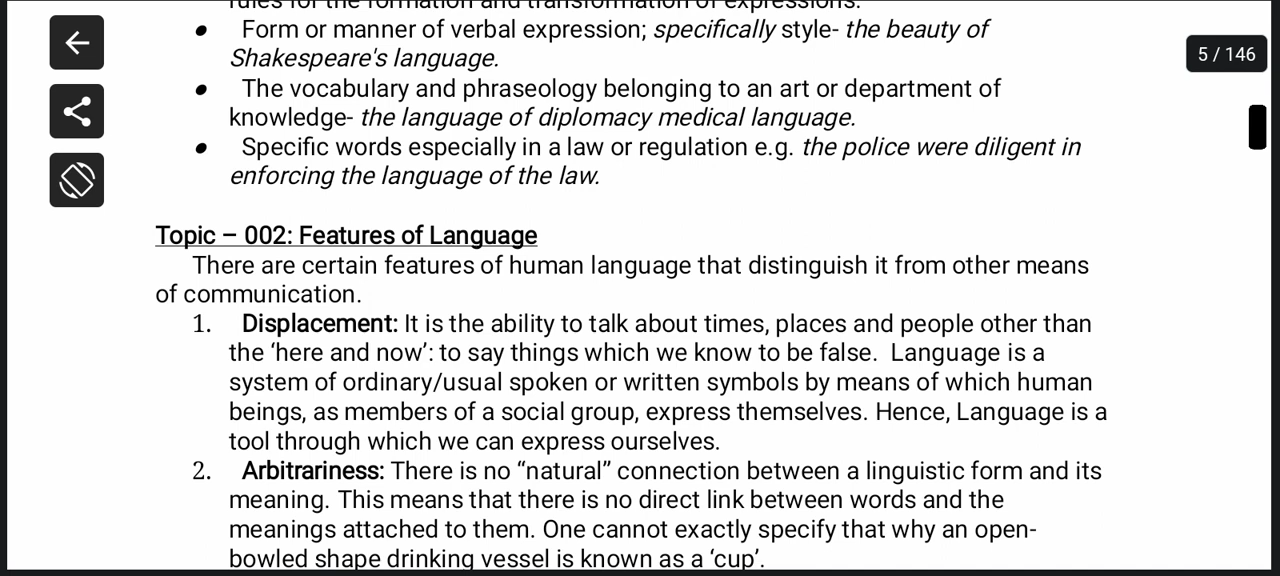 rules for the formation and transformation of expressions.
● Form or manner of verbal expression; specifically style- the beauty of
Shakespeare's language.
● The vocabulary and phraseology belonging to an art or department of
knowledge- the language of diplomacy medical language.
● Specific words especially in a law or regulation e.g. the police were diligent in
enforcing the language of the law.
5 / 146
Topic – 002: Features of Language
There are certain features of human language that distinguish it from other means
of communication.
1. Displacement: It is the ability to talk about times, places and people other than
the ‘here and now’: to say things which we know to be false.  Language is a
system of ordinary/usual spoken or written symbols by means of which human
beings, as members of a social group, express themselves. Hence, Language is a
tool through which we can express ourselves.
2. Arbitrariness: There is no “natural” connection between a linguistic form and its
meaning. This means that there is no direct link between words and the
meanings attached to them. One cannot exactly specify that why an open-
bowled shape drinking vessel is known as a ‘cup’.